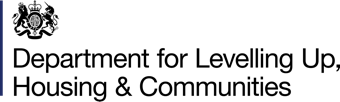 Department for Levelling Up,
Housing & Communities